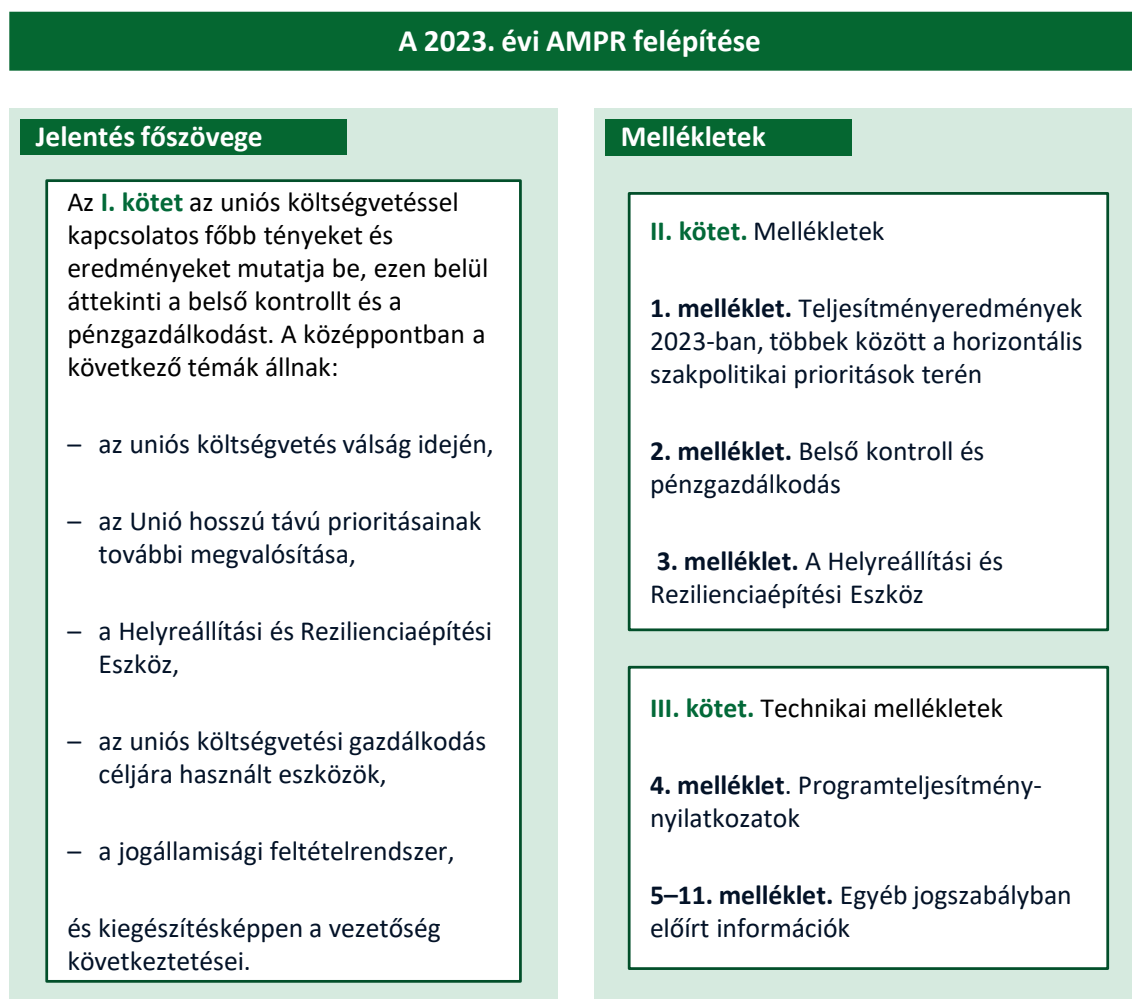 A 2023. évi AMPR felépítése
Jelentés főszövege
Az I. kötet az uniós költségvetéssel
kapcsolatos főbb tényeket és
eredményeket mutatja be, ezen belül
áttekinti a belső kontrollt és a
pénzgazdálkodást. A középpontban a
következő témák állnak:
– az uniós költségvetés válság idején,
– az Unió hosszú távú prioritásainak
további megvalósítása,
– a Helyreállítási és Rezilienciaépítési
Eszköz,
– az uniós költségvetési gazdálkodás
céljára használt eszközök,
– a jogállamisági feltételrendszer,
és kiegészítésképpen a vezetőség
következtetései.
Mellékletek
II. kötet. Mellékletek
1. melléklet. Teljesítményeredmények
2023-ban, többek között a horizontális
szakpolitikai prioritások terén
2. melléklet. Belső kontroll és
pénzgazdálkodás
3. melléklet. A Helyreállítási és
Rezilienciaépítési Eszköz
III. kötet. Technikai mellékletek
4. melléklet. Programteljesítmény-
nyilatkozatok
5–11. melléklet. Egyéb jogszabályban
előírt információk